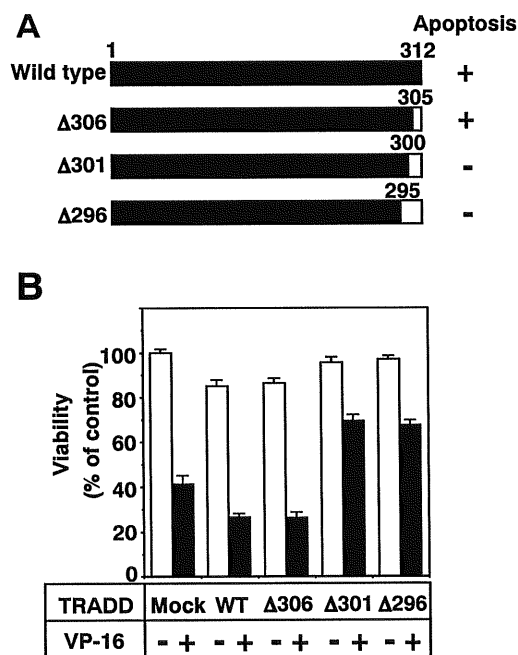 A
Apoptosis
1 312
Wild type +
305
Δ306 +
300
Δ301 -
295
Δ296 -
B
Viability
(% of control)
100
80
60
40
20
0
TRADD Mock WT Δ306 Δ301 Δ296
VP-16 - + - + - + - + - +